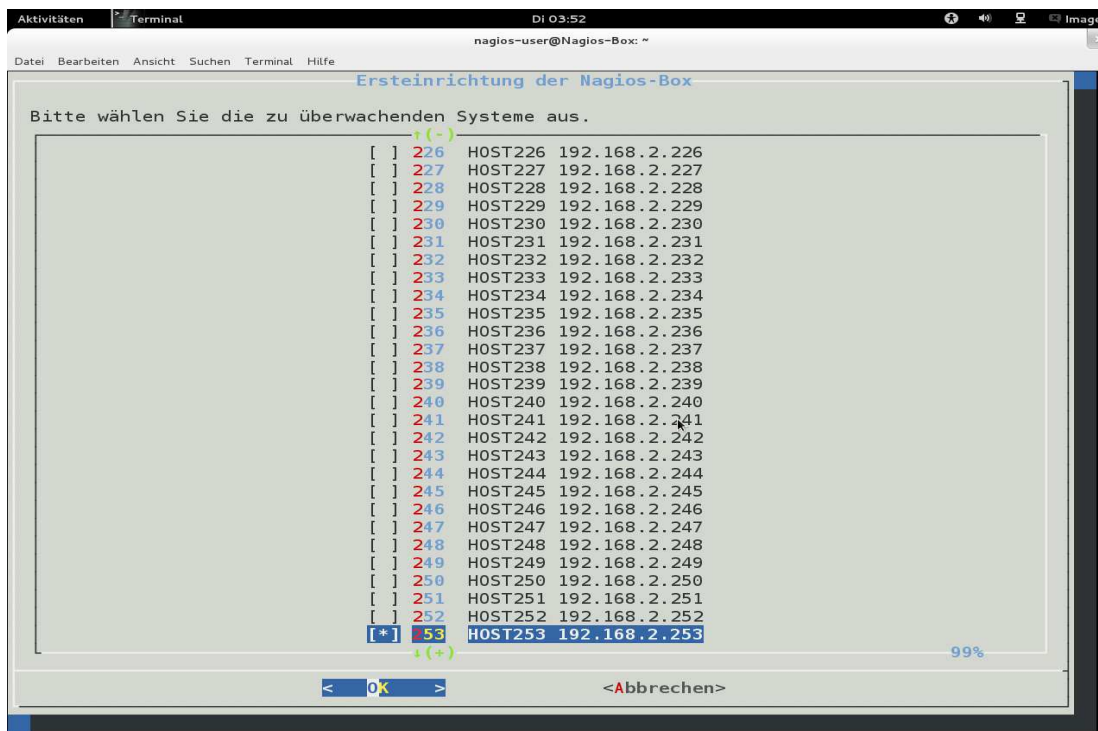 Aktivitäten Terminal Di 03:52 Imag
nagios-user@Nagios-Box: ~
Datei Bearbeiten Ansicht Suchen Terminal Hilfe
Ersteinrichtung der Nagios-Box
Bitte wählen Sie die zu überwachenden Systeme aus.
↑(-)
[ ] 226 HOST226 192.168.2.226
[ ] 227 HOST227 192.168.2.227
[ ] 228 HOST228 192.168.2.228
[ ] 229 HOST229 192.168.2.229
[ ] 230 HOST230 192.168.2.230
[ ] 231 HOST231 192.168.2.231
[ ] 232 HOST232 192.168.2.232
[ ] 233 HOST233 192.168.2.233
[ ] 234 HOST234 192.168.2.234
[ ] 235 HOST235 192.168.2.235
[ ] 236 HOST236 192.168.2.236
[ ] 237 HOST237 192.168.2.237
[ ] 238 HOST238 192.168.2.238
[ ] 239 HOST239 192.168.2.239
[ ] 240 HOST240 192.168.2.240
[ ] 241 HOST241 192.168.2.241
[ ] 242 HOST242 192.168.2.242
[ ] 243 HOST243 192.168.2.243
[ ] 244 HOST244 192.168.2.244
[ ] 245 HOST245 192.168.2.245
[ ] 246 HOST246 192.168.2.246
[ ] 247 HOST247 192.168.2.247
[ ] 248 HOST248 192.168.2.248
[ ] 249 HOST249 192.168.2.249
[ ] 250 HOST250 192.168.2.250
[ ] 251 HOST251 192.168.2.251
[ ] 252 HOST252 192.168.2.252
[*] 253 HOST253 192.168.2.253
↓(+) 99%
< OK > <Abbrechen>